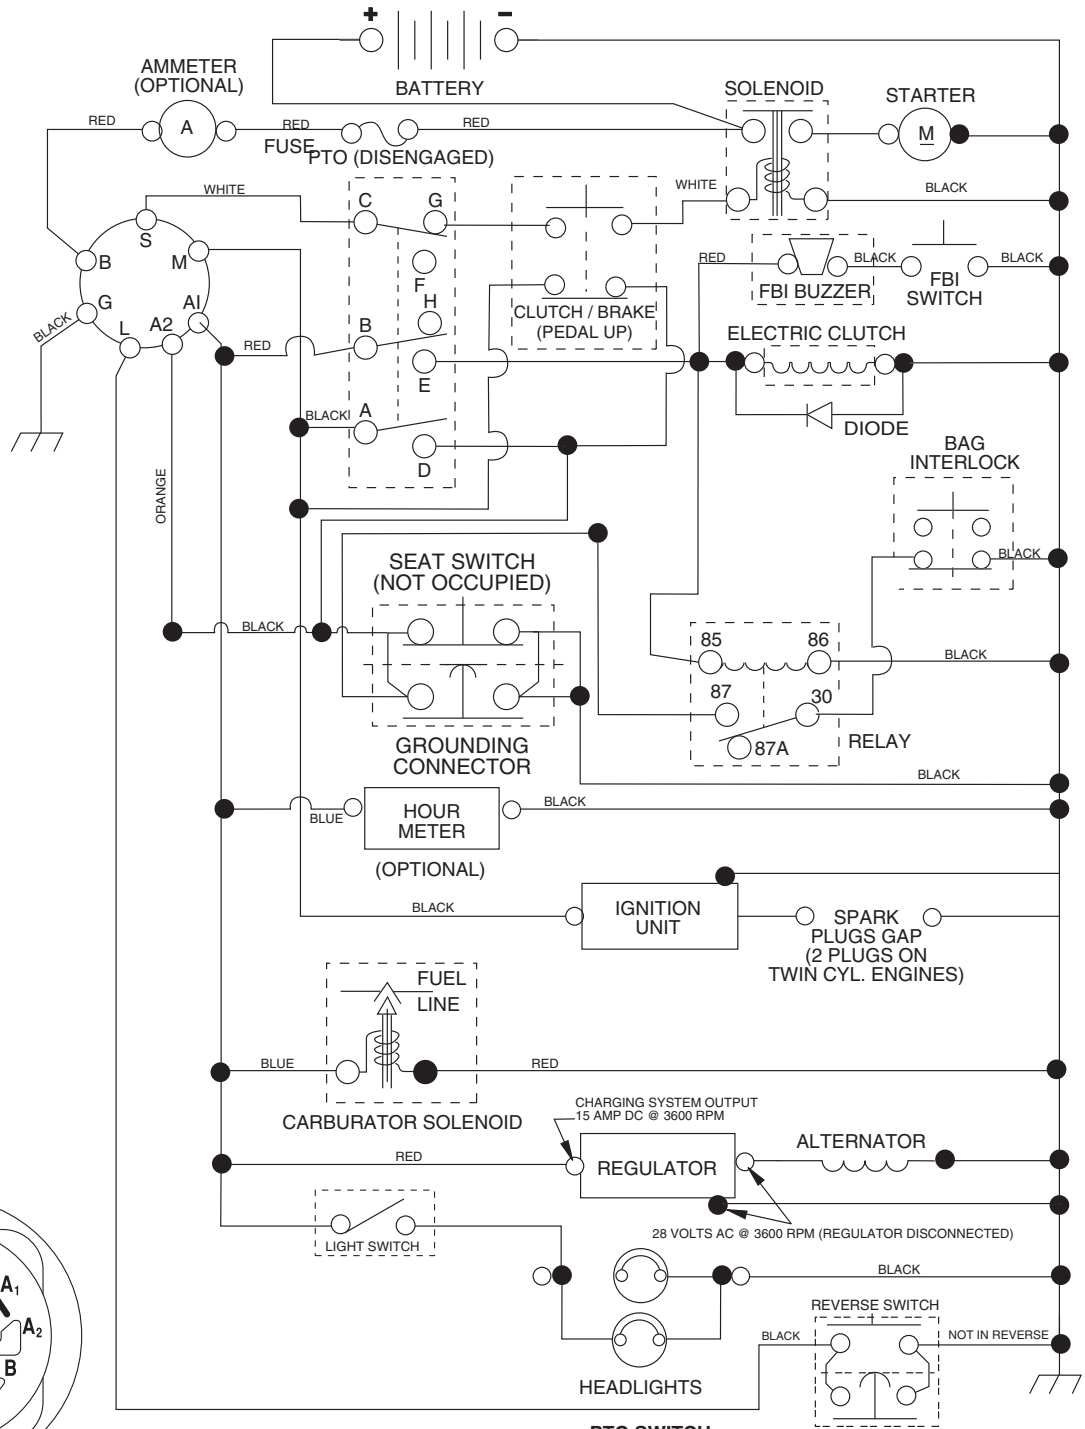 + −
BATTERY
AMMETER
(OPTIONAL)
SOLENOID
STARTER
RED
A
RED
FUSE
RED
PTO (DISENGAGED)
M
WHITE
C
G
WHITE
BLACK
S
B
M
F
RED
BLACK
BLACK
FBI BUZZER
FBI
SWITCH
G
AI
H
CLUTCH / BRAKE
(PEDAL UP)
BLACK
L
A2
RED
B
ELECTRIC CLUTCH
E
BLACK
A
DIODE
D
BAG
INTERLOCK
ORANGE
BLACK
SEAT SWITCH
(NOT OCCUPIED)
BLACK
85
86
BLACK
87
30
87A
RELAY
GROUNDING
CONNECTOR
BLACK
BLUE
HOUR
METER
BLACK
(OPTIONAL)
BLACK
IGNITION
UNIT
SPARK
PLUGS GAP
(2 PLUGS ON
TWIN CYL. ENGINES)
FUEL
LINE
BLUE
RED
CARBURATOR SOLENOID
CHARGING SYSTEM OUTPUT
15 AMP DC @ 3600 RPM
RED
REGULATOR
ALTERNATOR
LIGHT SWITCH
28 VOLTS AC @ 3600 RPM (REGULATOR DISCONNECTED)
BLACK
A1
A2
B
REVERSE SWITCH
BLACK
NOT IN REVERSE
HEADLIGHTS
PTO SWITCH